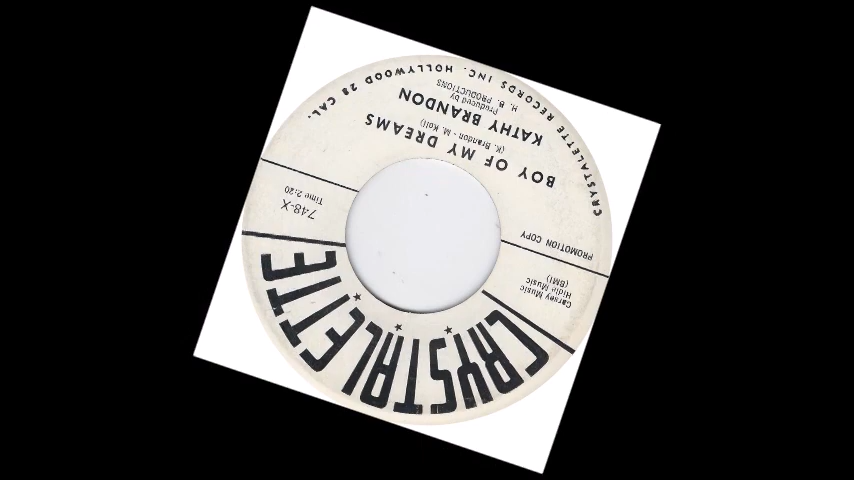 CRYSTALETTE
Carney Music
Hidle Music
(BMI)
PROMOTION COPY
748-X
Time 2:20
BOY OF MY DREAMS
(K. Brandon - M. Koll)
KATHY BRANDON
Produced by
H. B. PRODUCTIONS
CRYSTALETTE RECORDS INC. HOLLYWOOD 28 CAL.